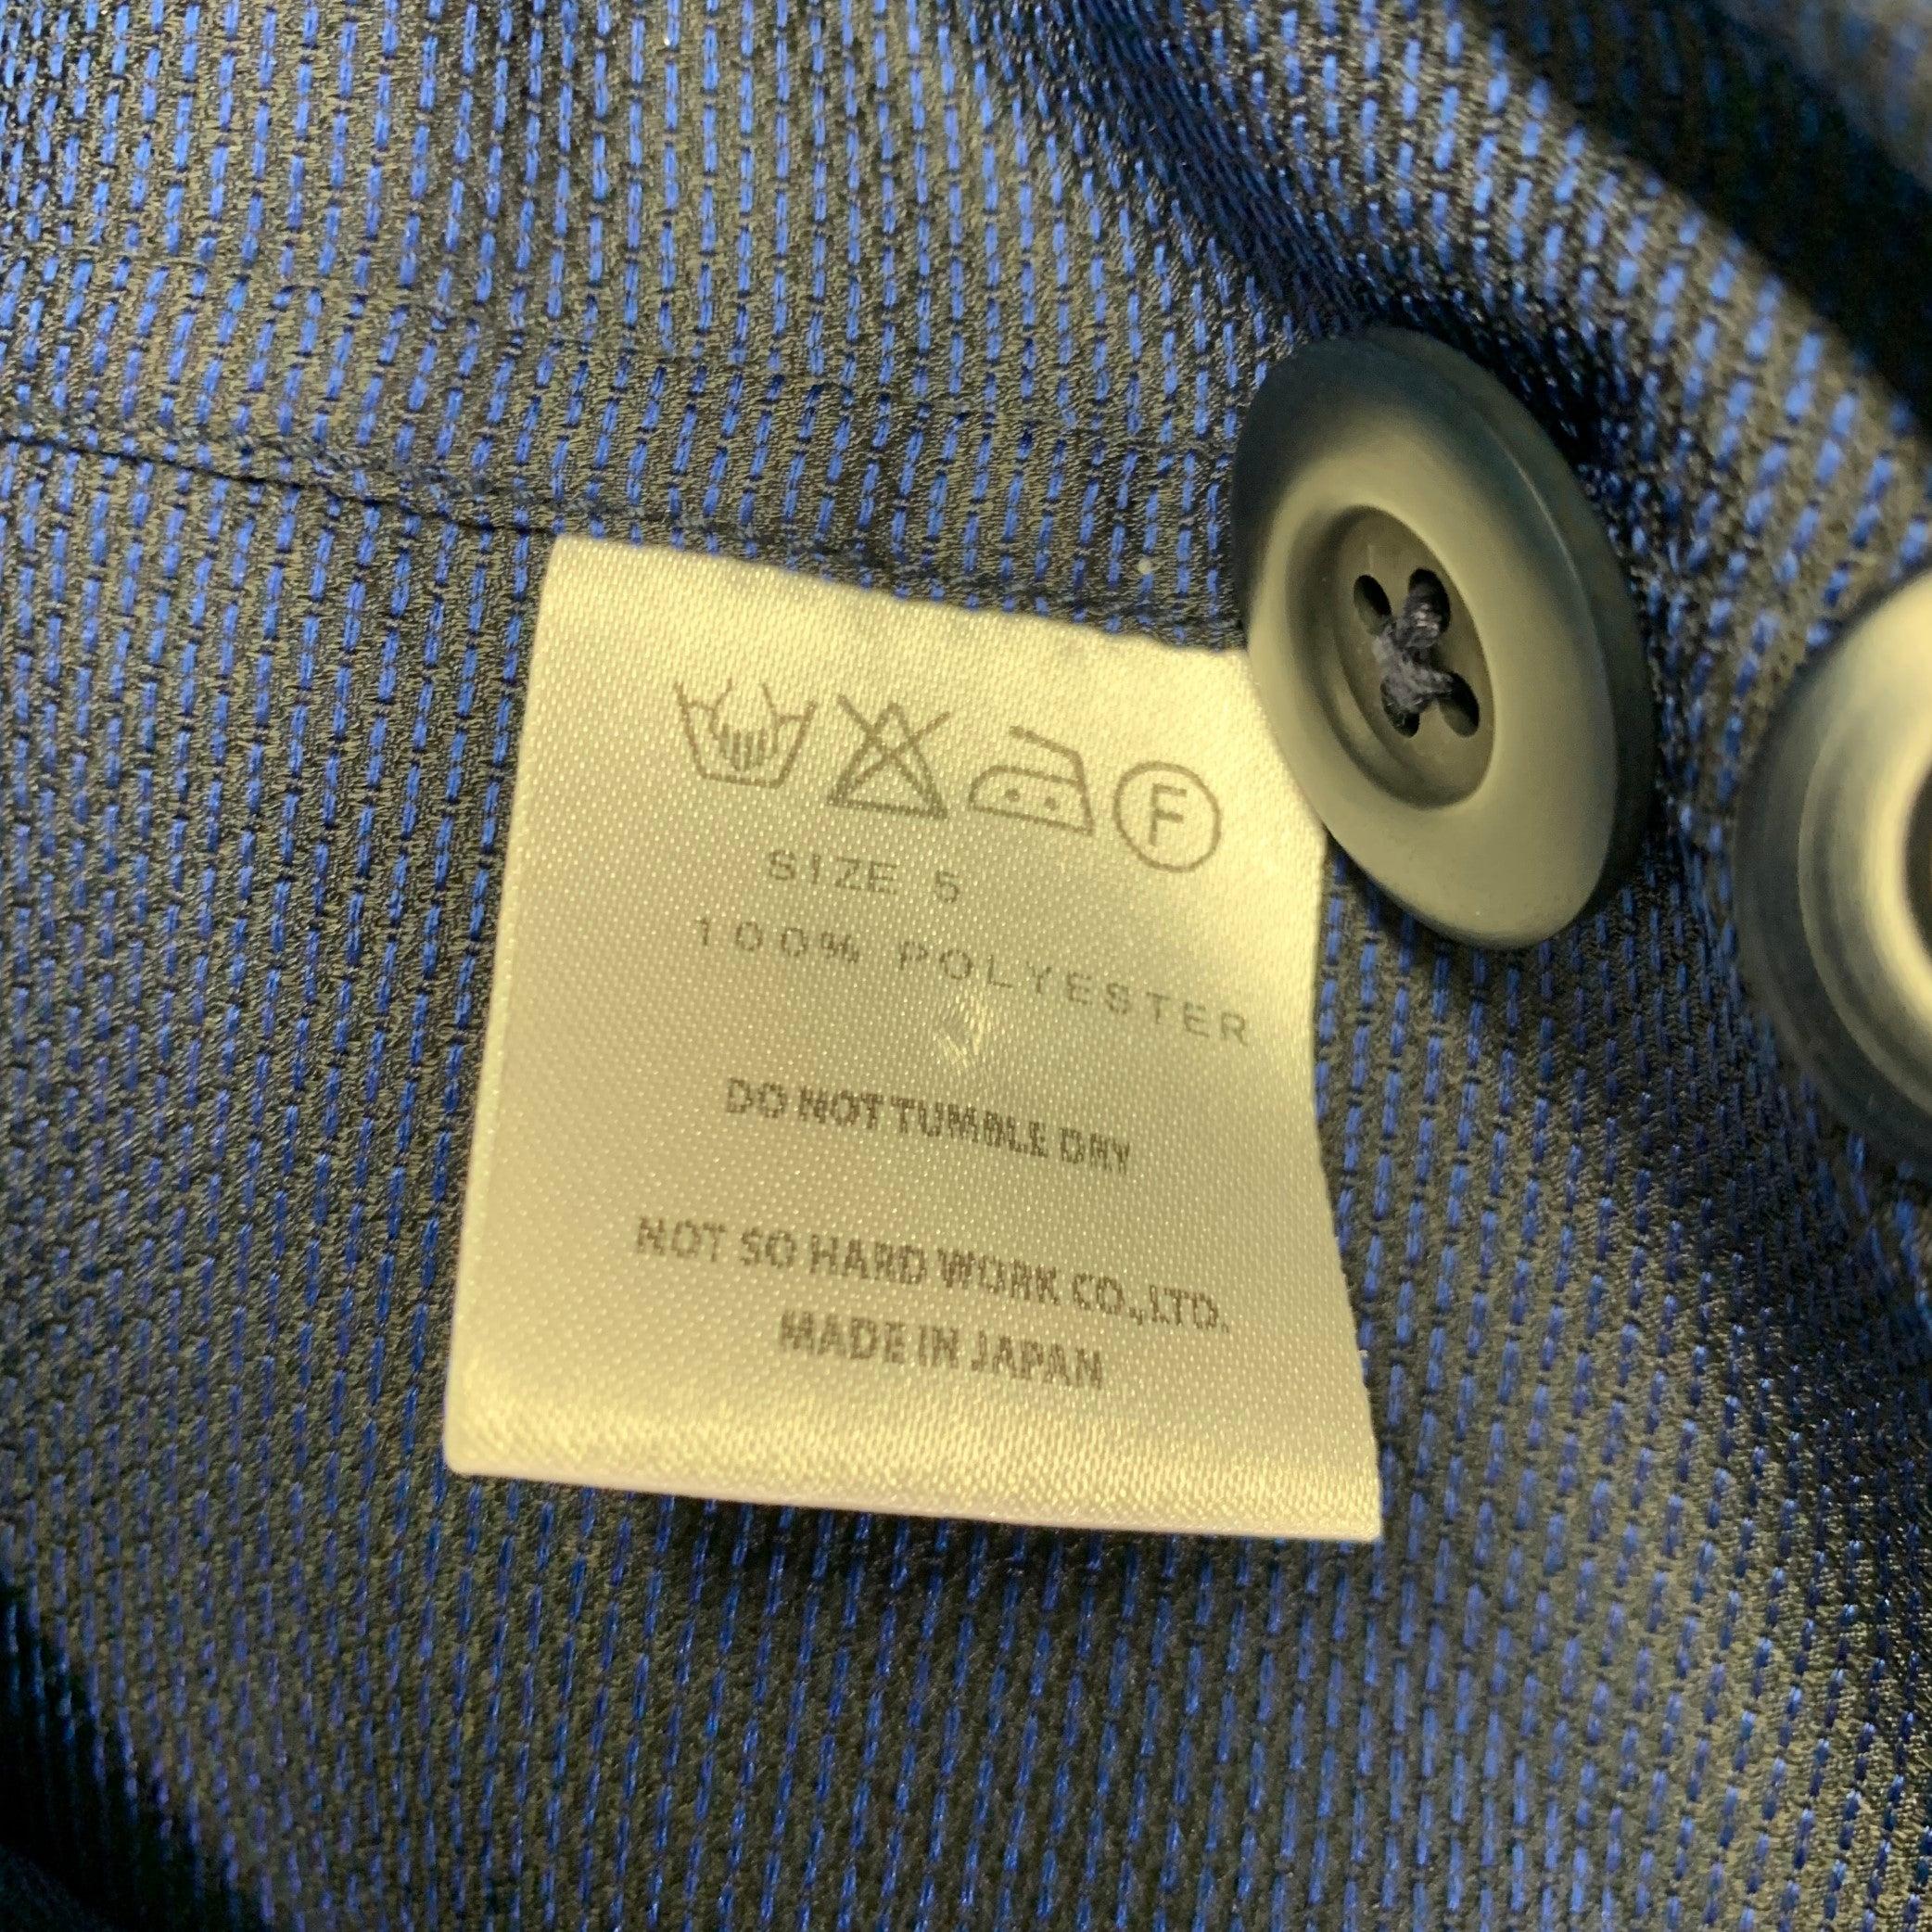 F
SIZE 5
100% POLYESTER
DO NOT TUMBLE DRY
NOT SO HARD WORK CO.,LTD.
MADE IN JAPAN